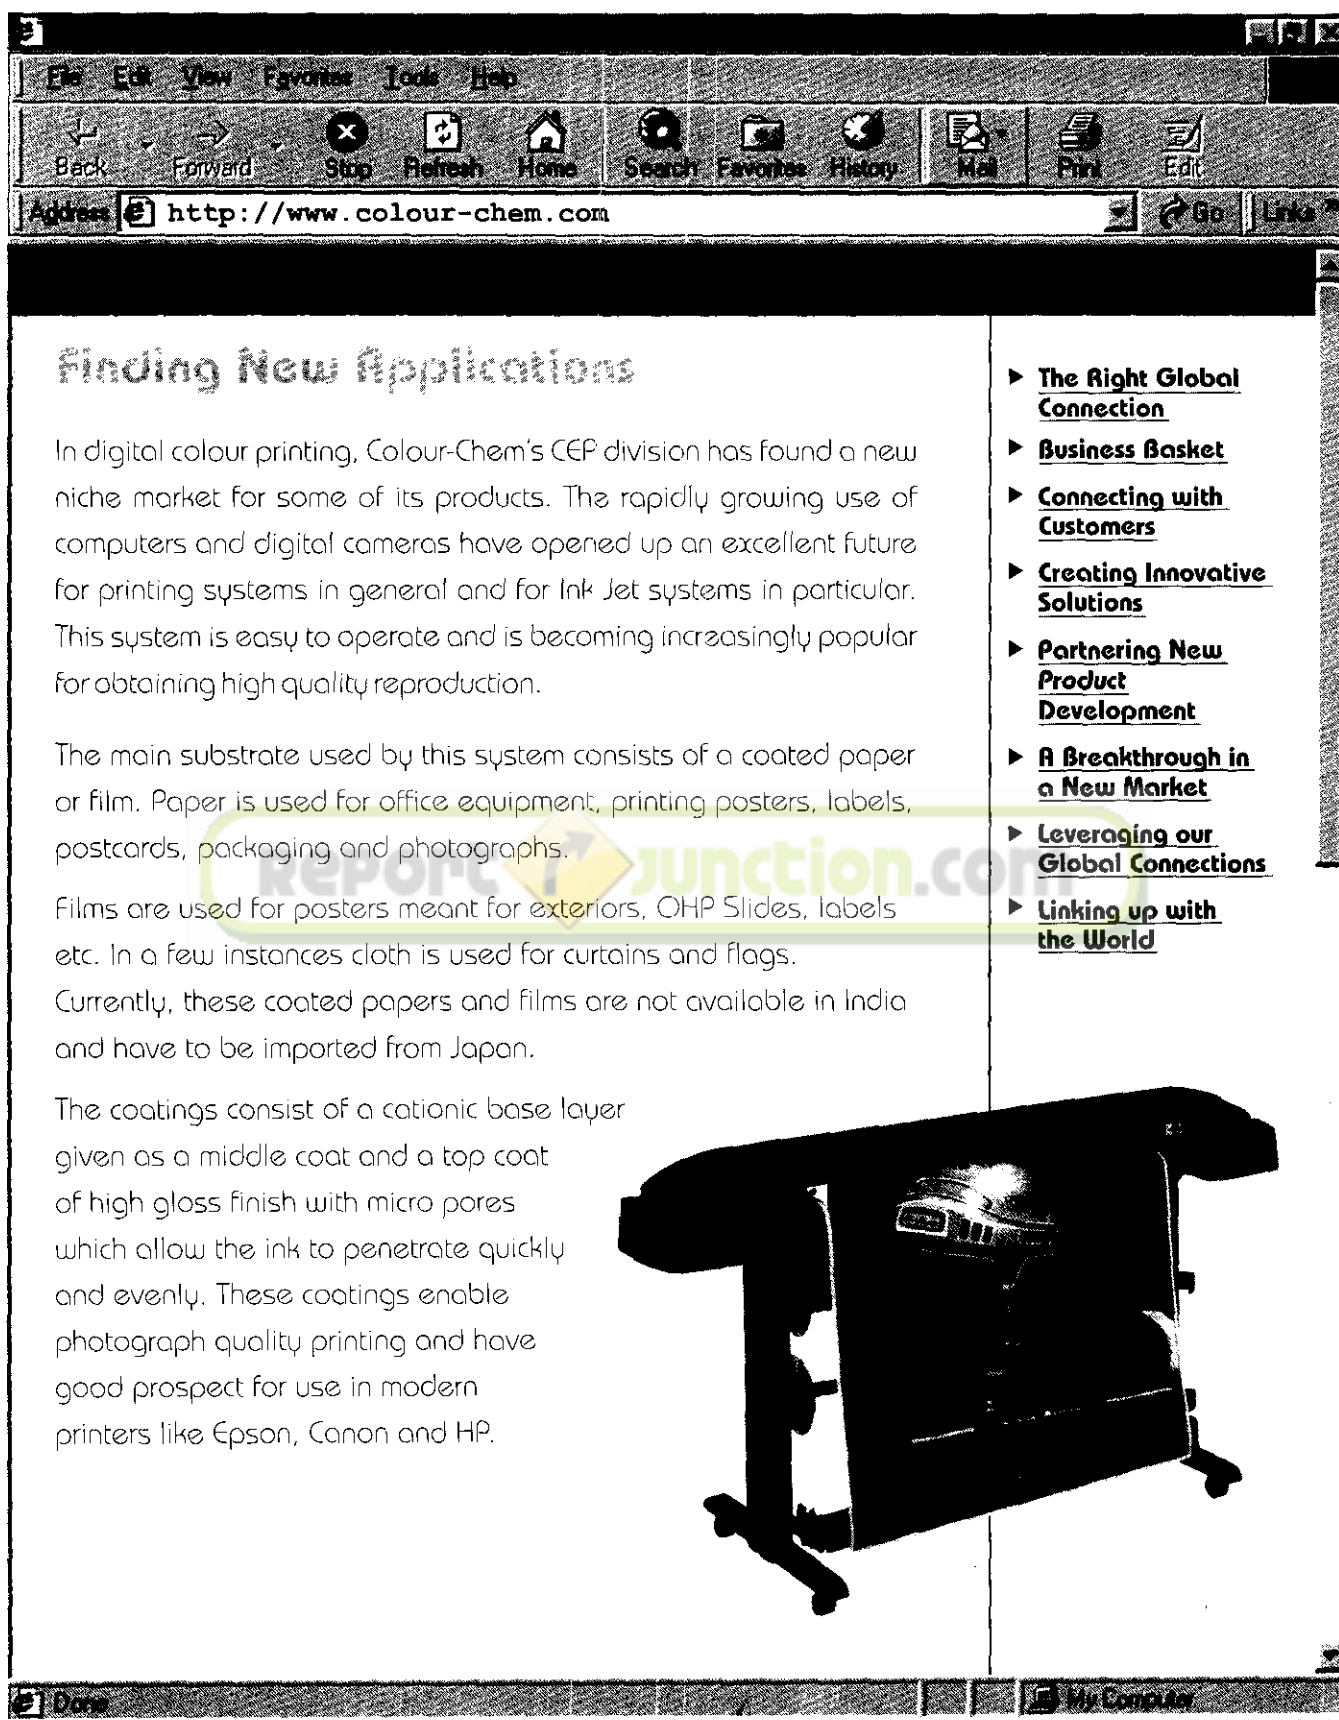 File Edit View Favorites Tools Help
Back Forward Stop Refresh Home Search Favorites History Mail Print Edit
Address http://www.colour-chem.com Go Links
Finding New Applications
In digital colour printing, Colour-Chem's CEP division has found a new
niche market for some of its products. The rapidly growing use of
computers and digital cameras have opened up an excellent future
for printing systems in general and for Ink Jet systems in particular.
This system is easy to operate and is becoming increasingly popular
for obtaining high quality reproduction.
The main substrate used by this system consists of a coated paper
or film. Paper is used for office equipment, printing posters, labels,
postcards, packaging and photographs.
Films are used for posters meant for exteriors, OHP Slides, labels
etc. In a few instances cloth is used for curtains and flags.
Currently, these coated papers and films are not available in India
and have to be imported from Japan.
The coatings consist of a cationic base layer
given as a middle coat and a top coat
of high gloss finish with micro pores
which allow the ink to penetrate quickly
and evenly. These coatings enable
photograph quality printing and have
good prospect for use in modern
printers like Epson, Canon and HP.
The Right Global
Connection
Business Basket
Connecting with
Customers
Creating Innovative
Solutions
Partnering New
Product
Development
A Breakthrough in
a New Market
Leveraging our
Global Connections
Linking up with
the World
REPORT JUNCTION.COM
Done My Computer